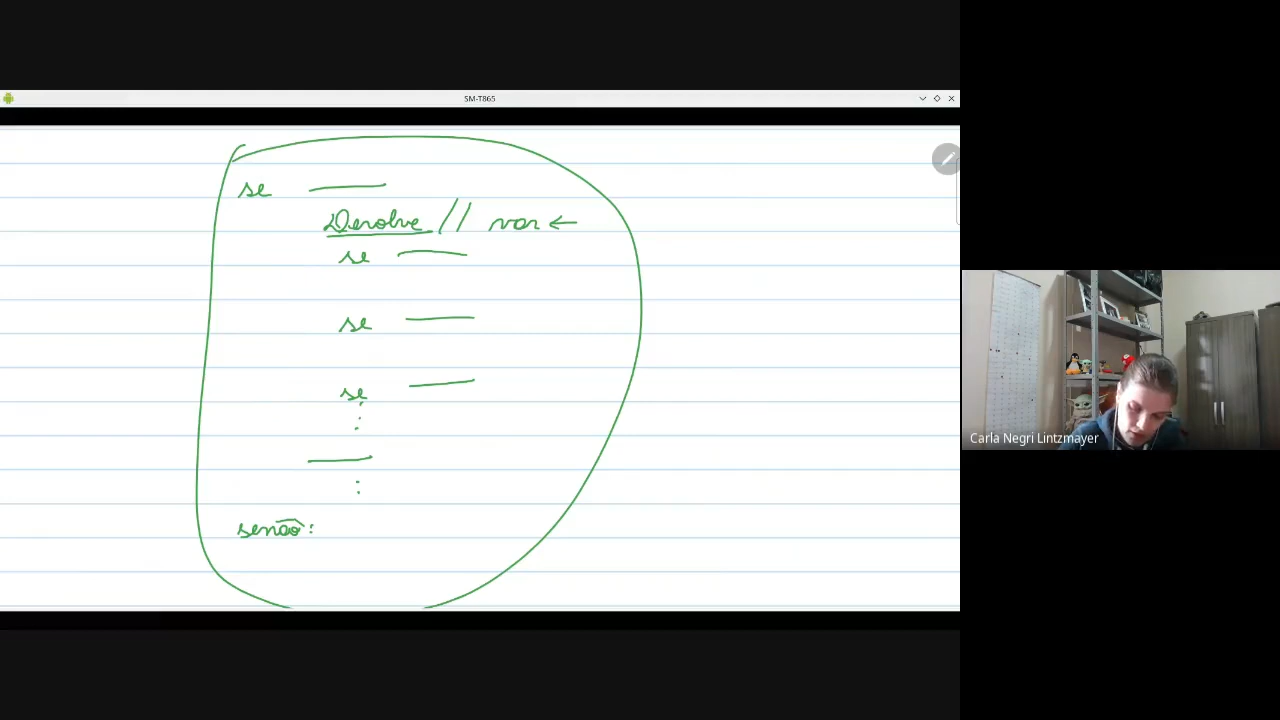 SM-T865
se
Devolve // var ←
se
se
se
senão:
Carla Negri Lintzmayer